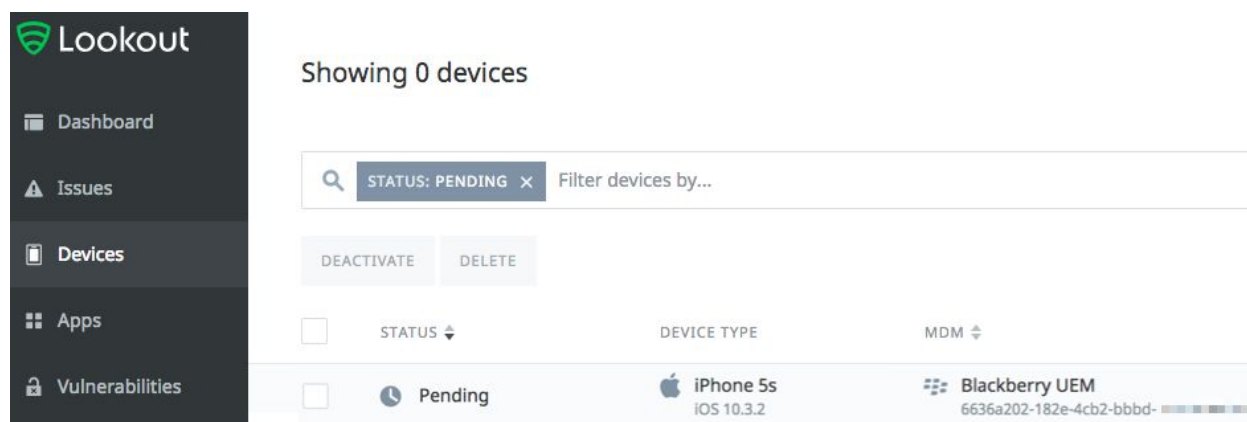 Lookout
Showing 0 devices
Dashboard
STATUS: PENDING × Filter devices by...
Issues
Devices
DEACTIVATE DELETE
Apps
STATUS DEVICE TYPE MDM
Vulnerabilities
Pending iPhone 5s Blackberry UEM
iOS 10.3.2 6636a202-182e-4cb2-bbbd-